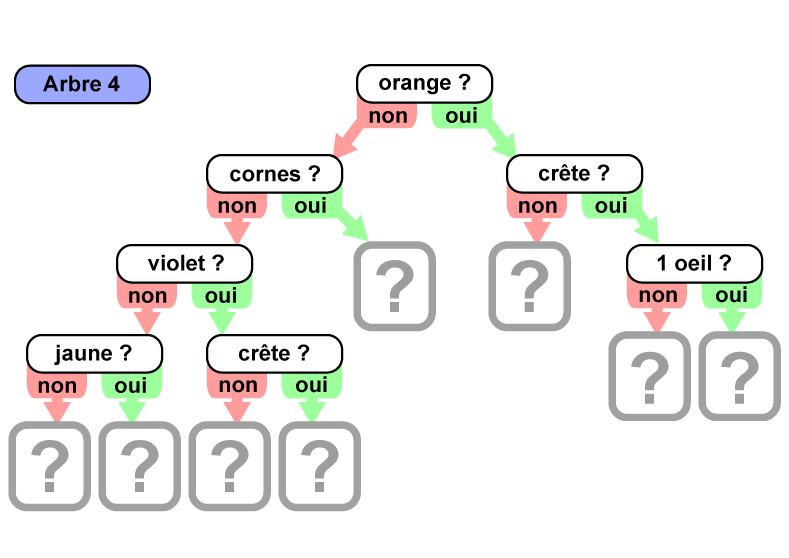 Arbre 4
orange ?
non oui
cornes ?
crête ?
non oui
non oui
violet ?
?
?
1 oeil ?
non oui
non oui
jaune ?
crête ?
?
?
non oui
non oui
?
?
?
?